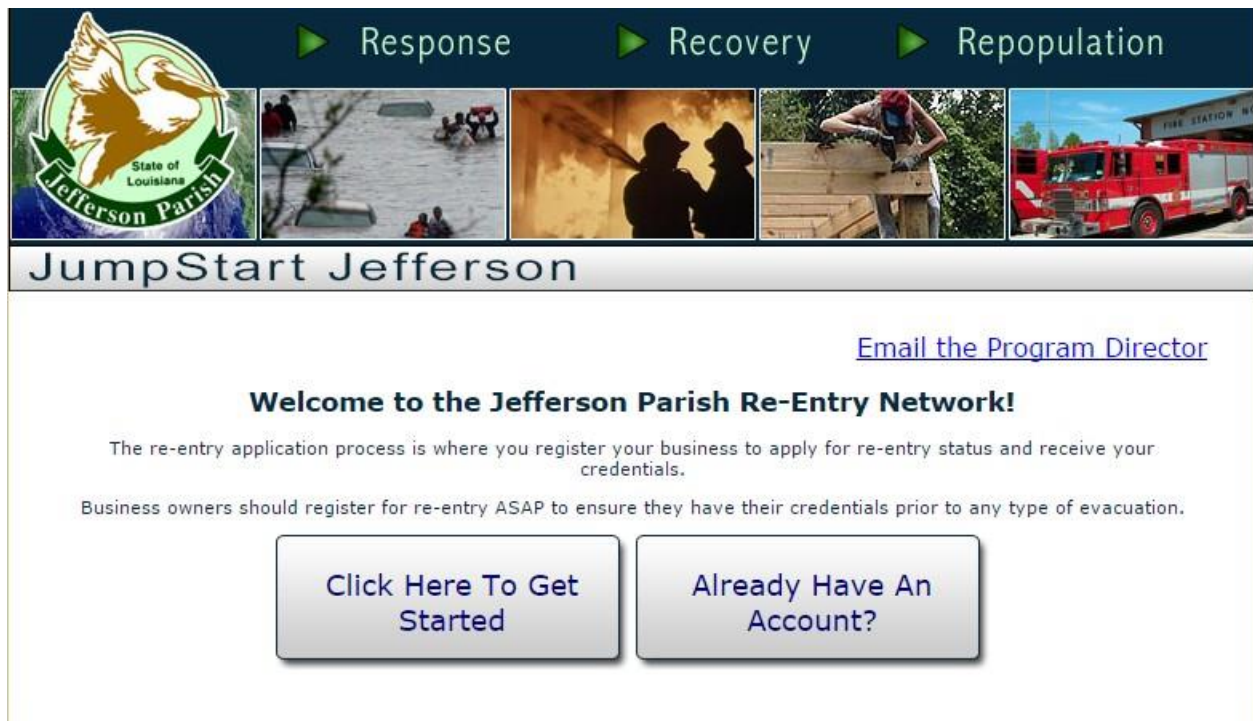 Response
Recovery
Repopulation
State of
Louisiana
Jefferson Parish
FIRE STATION
JumpStart Jefferson
Email the Program Director
Welcome to the Jefferson Parish Re-Entry Network!
The re-entry application process is where you register your business to apply for re-entry status and receive your
credentials.
Business owners should register for re-entry ASAP to ensure they have their credentials prior to any type of evacuation.
Click Here To Get
Started
Already Have An
Account?